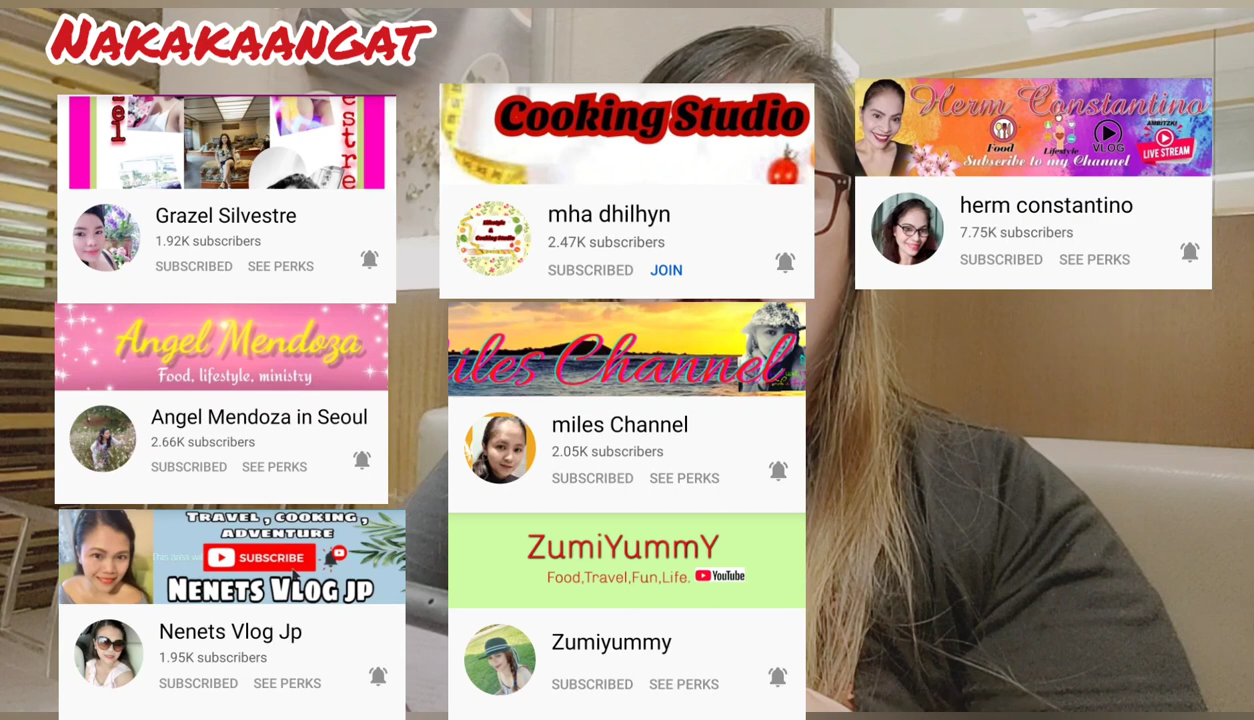 NAKAKAANGAT
Grazel Silvestre
1.92K subscribers
SUBSCRIBED SEE PERKS
Cooking Studio
mha dhilhyn
2.47K subscribers
SUBSCRIBED JOIN
Herm Constantino
Food Lifestyle VLOG LIVE STREAM
Subscribe to my Channel
herm constantino
7.75K subscribers
SUBSCRIBED SEE PERKS
Angel Mendoza
Food, lifestyle, ministry
Angel Mendoza in Seoul
2.66K subscribers
SUBSCRIBED SEE PERKS
iles Channel
miles Channel
2.05K subscribers
SUBSCRIBED SEE PERKS
TRAVEL, COOKING,
ADVENTURE
SUBSCRIBE
NENETS VLOG JP
Nenets Vlog Jp
1.95K subscribers
SUBSCRIBED SEE PERKS
ZumiYummY
Food,Travel,Fun,Life. YouTube
Zumiyummy
SUBSCRIBED SEE PERKS